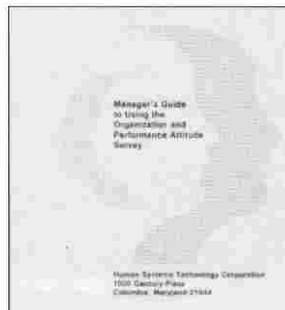 Manager's Guide
to Using the
Organization and
Performance Attitude
Survey
Human Systems Technology Corporation
1000 Century Plaza
Columbia, Maryland 21044